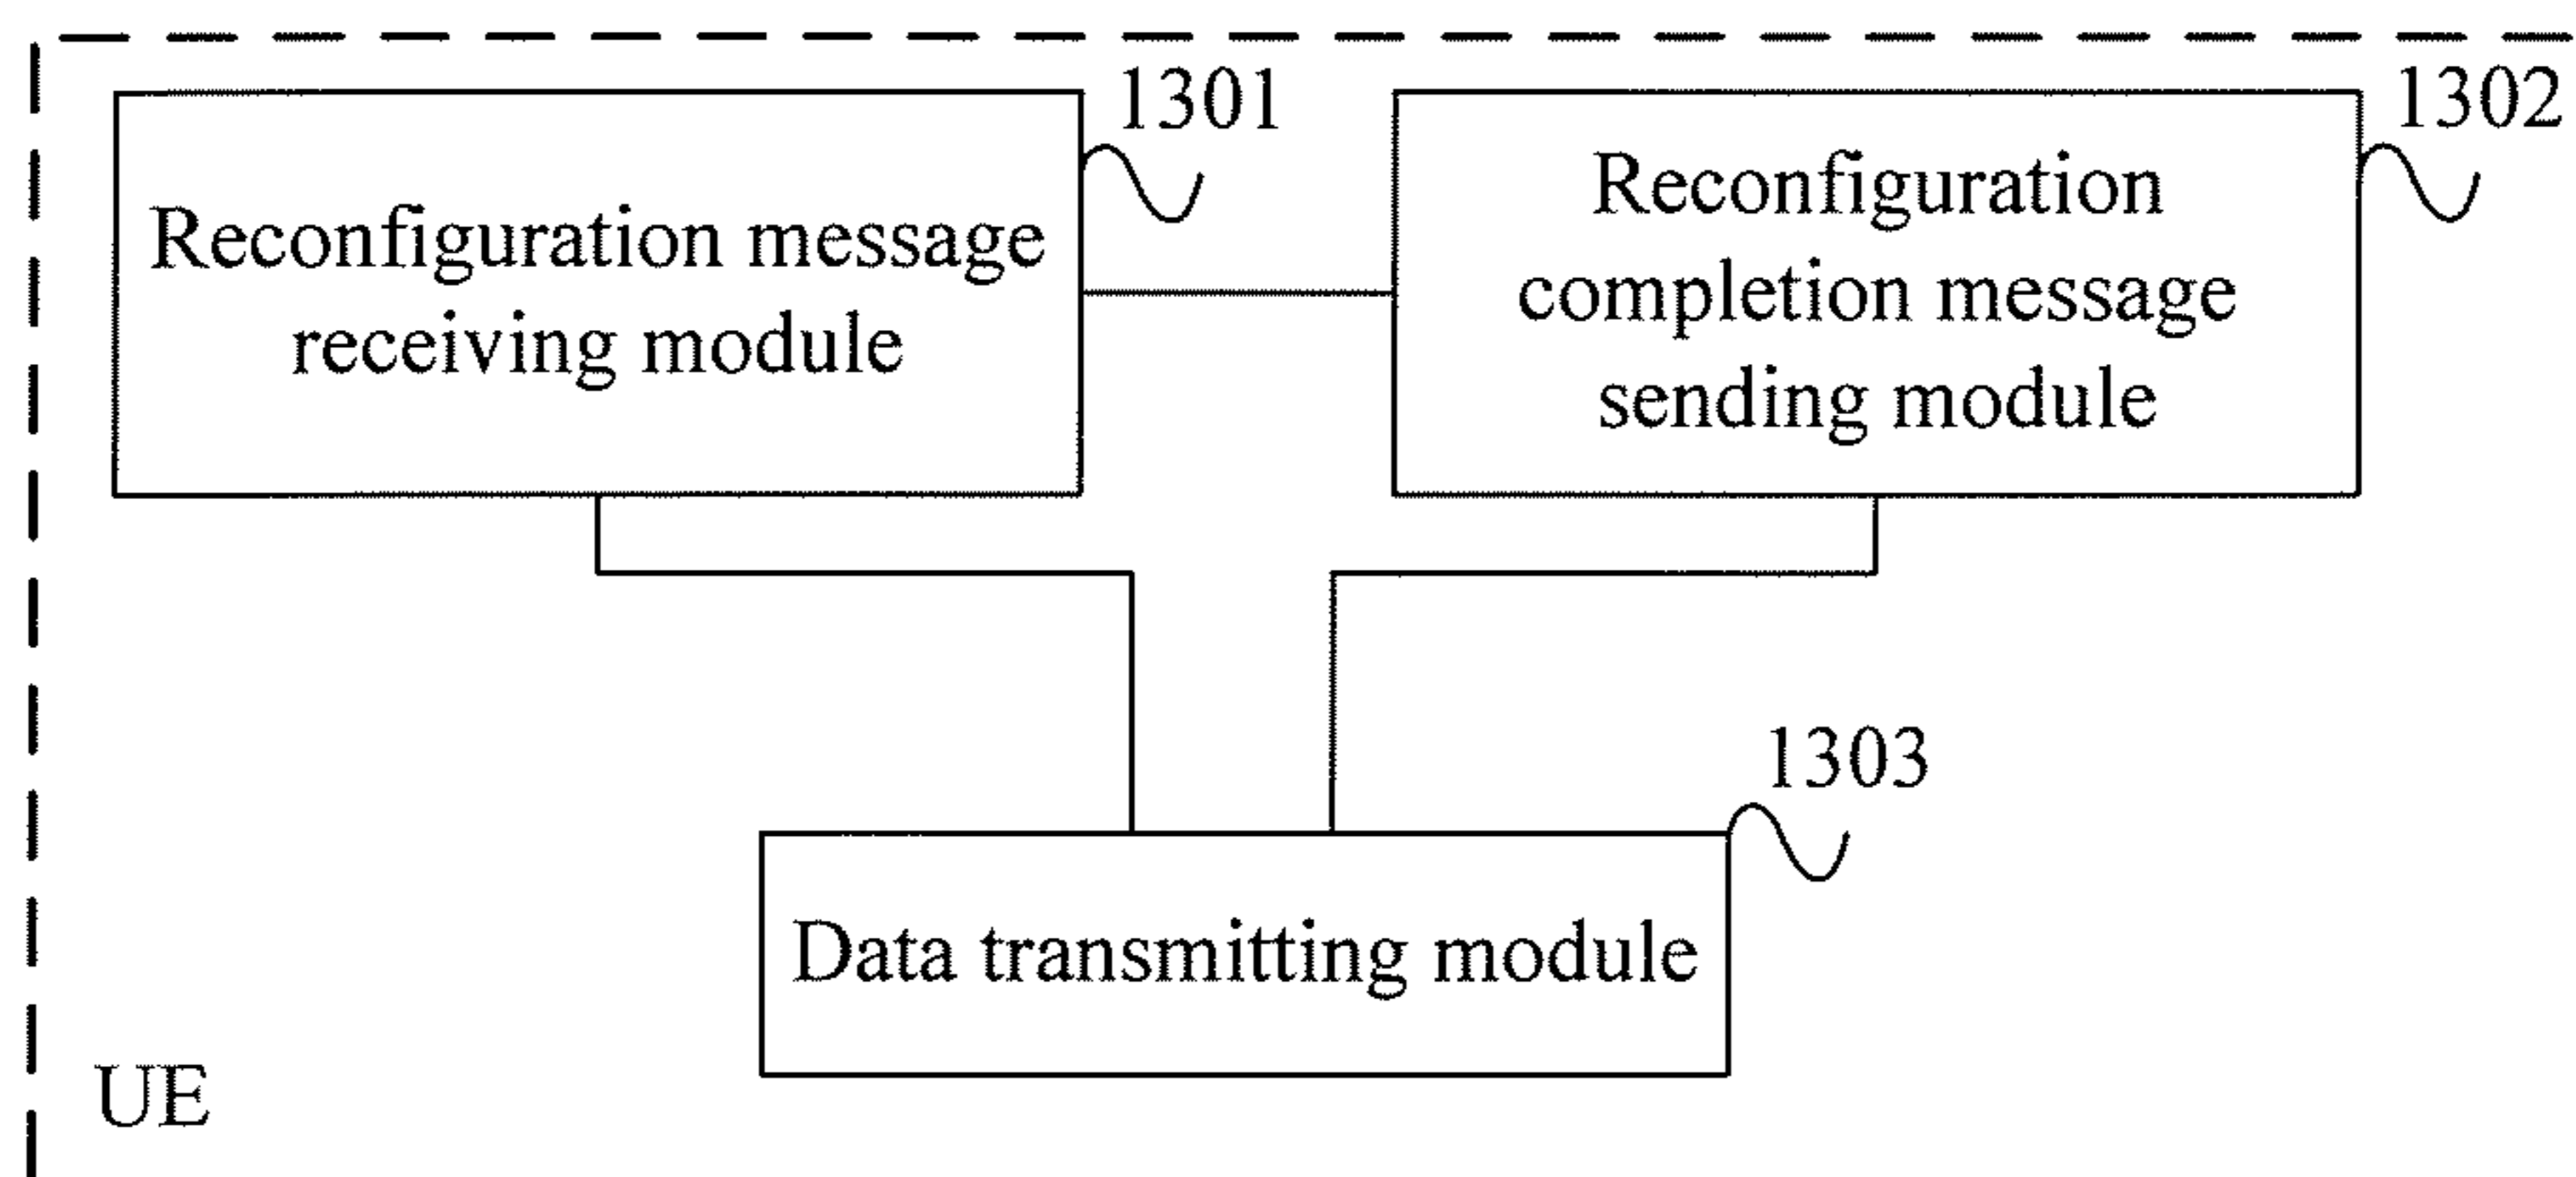 1301
Reconfiguration message
receiving module
1302
Reconfiguration
completion message
sending module
1303
Data transmitting module
UE